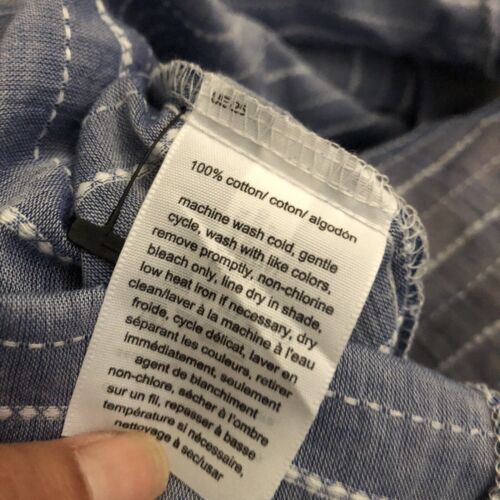 100% cotton/ coton/ algodón
machine wash cold, gentle
cycle, wash with like colors,
remove promptly, non-chlorine
bleach only, line dry in shade,
low heat iron if necessary, dry
clean/laver à la machine à l'eau
froide, cycle délicat, laver en
séparant les couleurs, retirer
immédiatement, seulement
agent de blanchiment
non-chlore, sécher à l'ombre
sur un fil, repasser à basse
température si nécessaire,
nettoyage à sec/usar